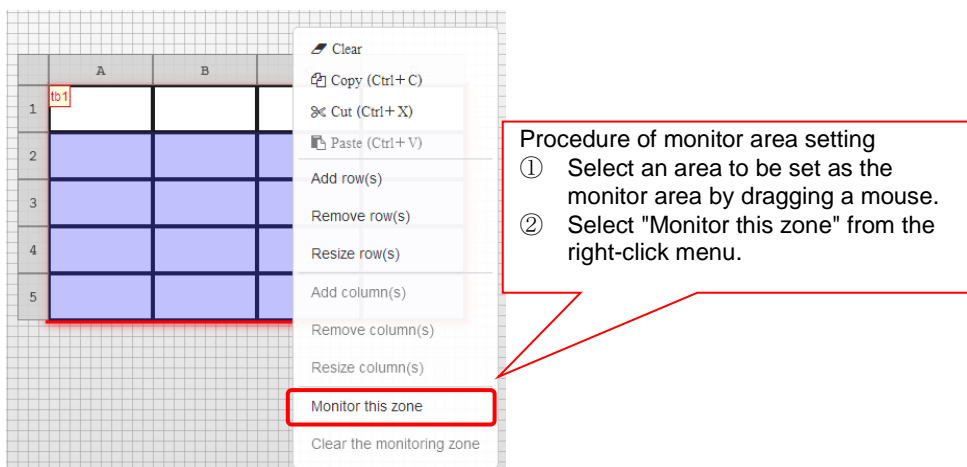 Clear
A
B
Copy (Ctrl+C)
tb1
1
Cut (Ctrl+X)
Paste (Ctrl+V)
2
Add row(s)
3
Remove row(s)
4
Resize row(s)
5
Add column(s)
Remove column(s)
Resize column(s)
Monitor this zone
Clear the monitoring zone
Procedure of monitor area setting
① Select an area to be set as the
monitor area by dragging a mouse.
② Select "Monitor this zone" from the
right-click menu.